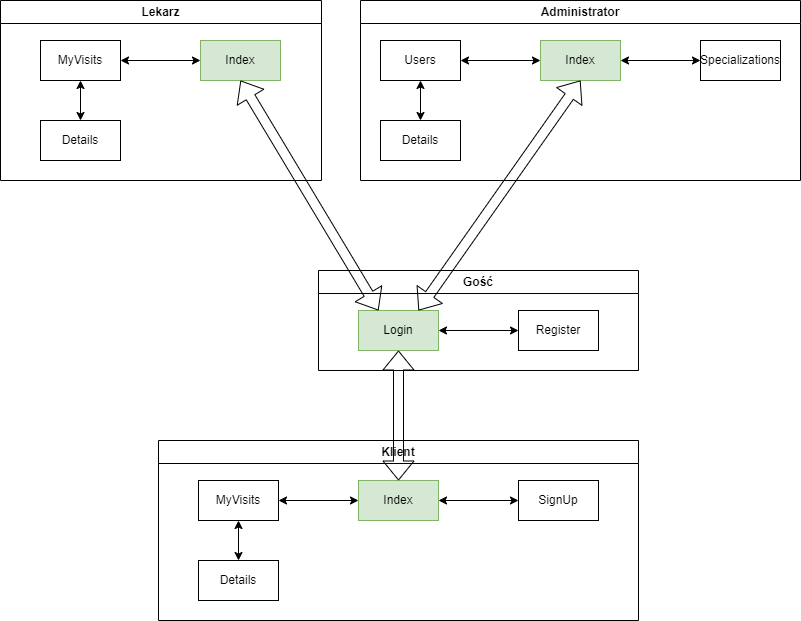 Lekarz
MyVisits
Index
Details
Administrator
Users
Index
Specializations
Details
Gość
Login
Register
Klient
MyVisits
Index
SignUp
Details